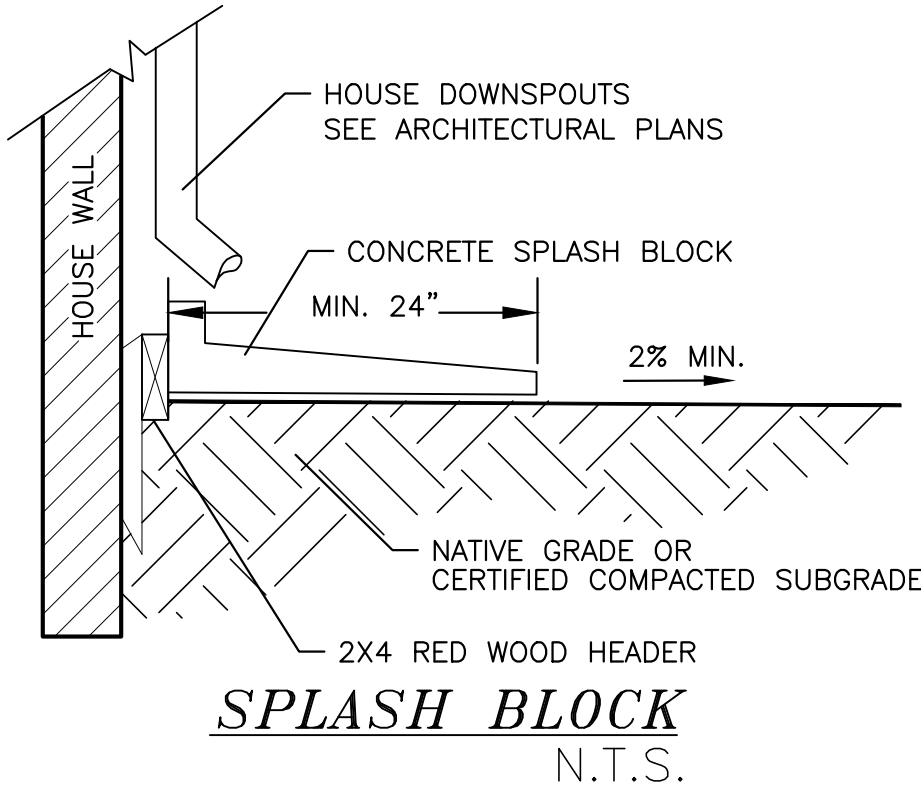 HOUSE DOWNSPOUTS
SEE ARCHITECTURAL PLANS
HOUSE WALL
CONCRETE SPLASH BLOCK
MIN. 24"
2% MIN.
NATIVE GRADE OR
CERTIFIED COMPACTED SUBGRADE
2X4 RED WOOD HEADER
SPLASH BLOCK
N.T.S.